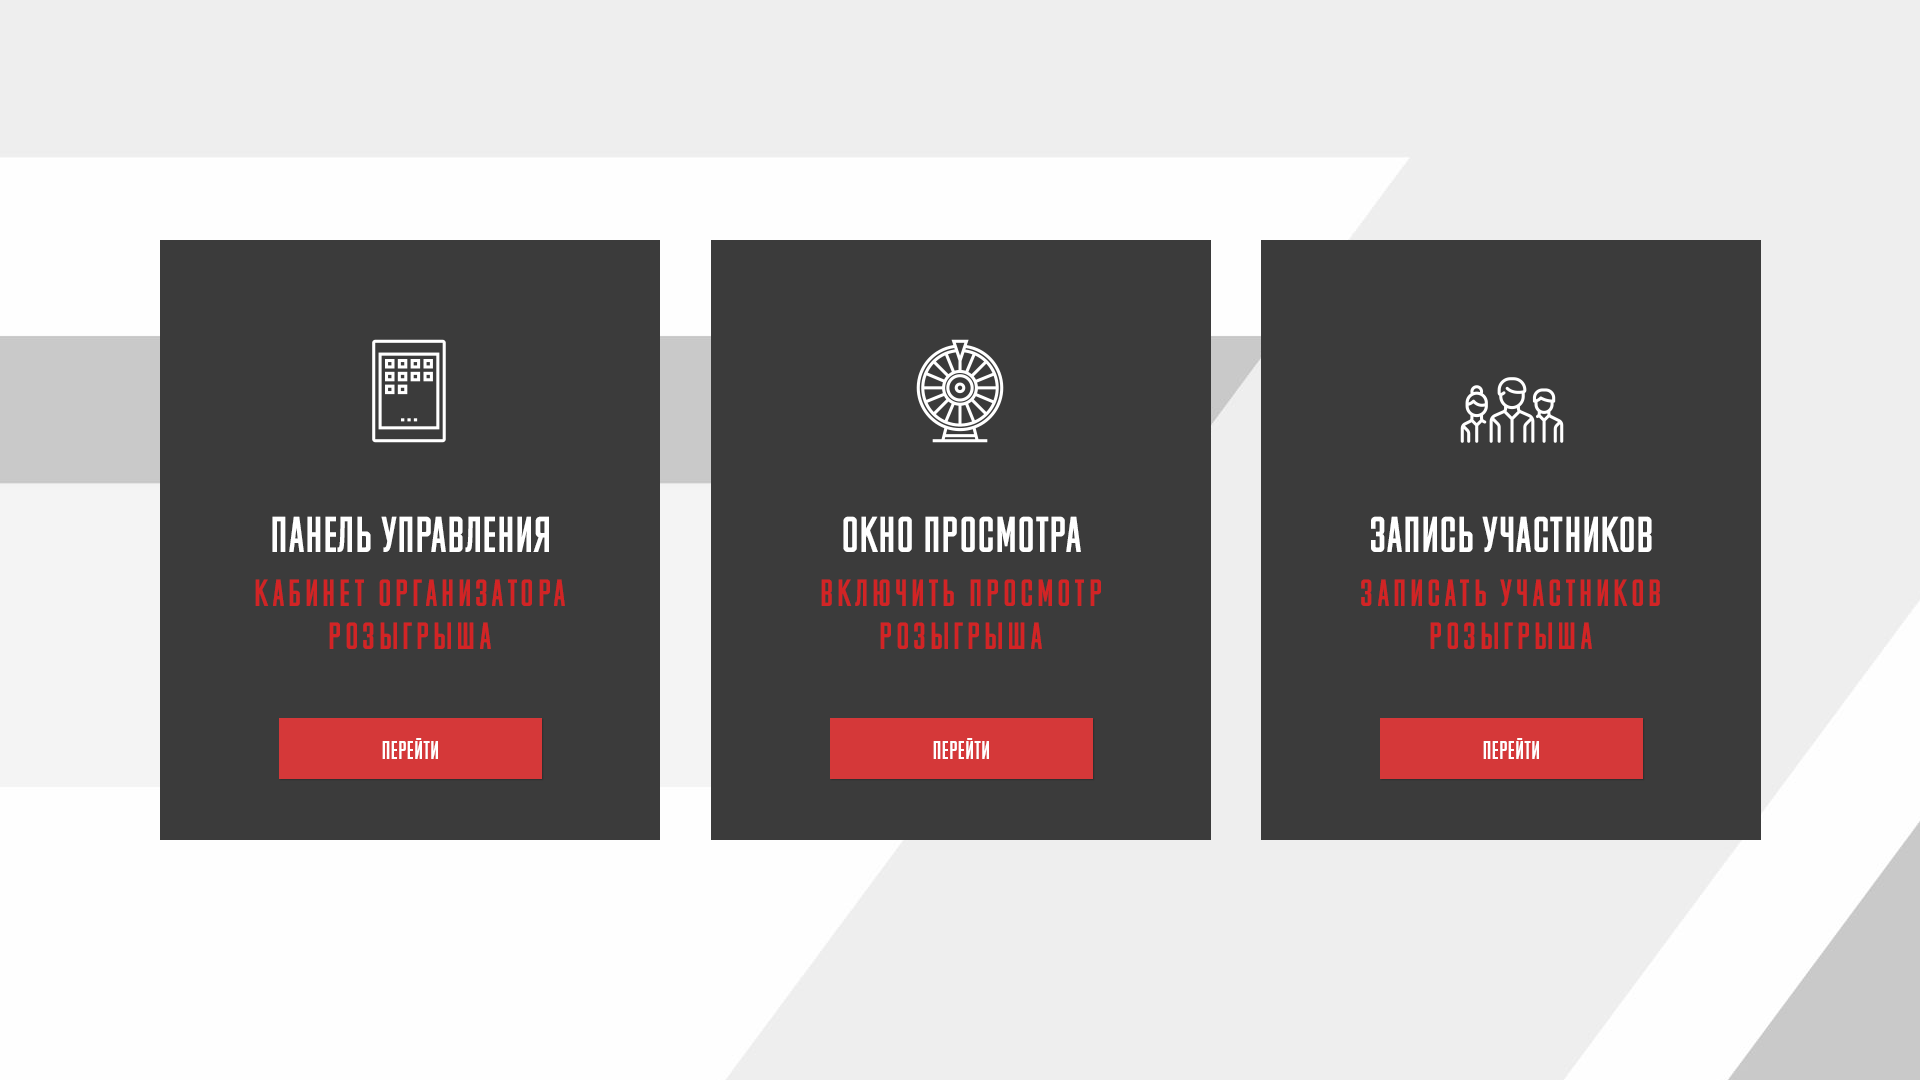 ПАНЕЛЬ УПРАВЛЕНИЯ
КАБИНЕТ ОРГАНИЗАТОРА
РОЗЫГРЫША
ПЕРЕЙТИ
ОКНО ПРОСМОТРА
ВКЛЮЧИТЬ ПРОСМОТР
РОЗЫГРЫША
ПЕРЕЙТИ
ЗАПИСЬ УЧАСТНИКОВ
ЗАПИСАТЬ УЧАСТНИКОВ
РОЗЫГРЫША
ПЕРЕЙТИ